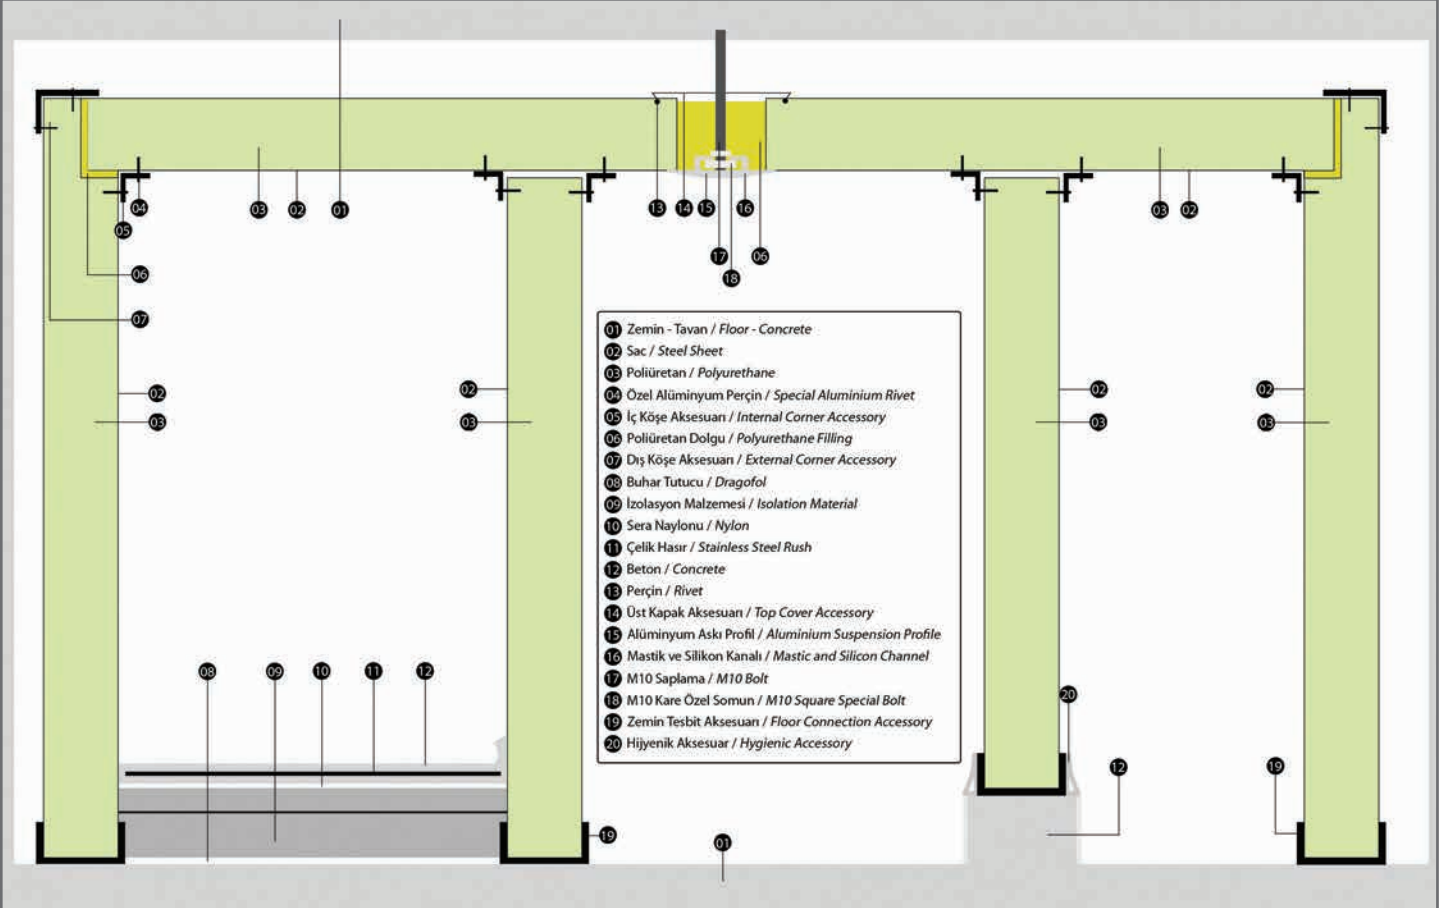 13 14 15 16
04 03 02 01 03 02
05
17 06
18
06
07
01 Zemin - Tavan / Floor - Concrete
02 Sac / Steel Sheet
03 Poliüretan / Polyurethane
04 Özel Alüminyum Perçin / Special Aluminium Rivet
05 İç Köşe Aksesuarı / Internal Corner Accessory
06 Poliüretan Dolgu / Polyurethane Filling
07 Dış Köşe Aksesuarı / External Corner Accessory
08 Buhar Tutucu / Dragofol
09 İzolasyon Malzemesi / Isolation Material
10 Sera Naylonu / Nylon
11 Çelik Hasır / Stainless Steel Rush
12 Beton / Concrete
13 Perçin / Rivet
14 Üst Kapak Aksesuarı / Top Cover Accessory
15 Alüminyum Askı Profil / Aluminium Suspension Profile
16 Mastik ve Silikon Kanalı / Mastic and Silicon Channel
17 M10 Saplama / M10 Bolt
18 M10 Kare Özel Somun / M10 Square Special Bolt
19 Zemin Tesbit Aksesuarı / Floor Connection Accessory
20 Hijyenik Aksesuar / Hygienic Accessory
02 02 02 02
03 03 03 03
08 09 10 11 12
20
12 19
19 01